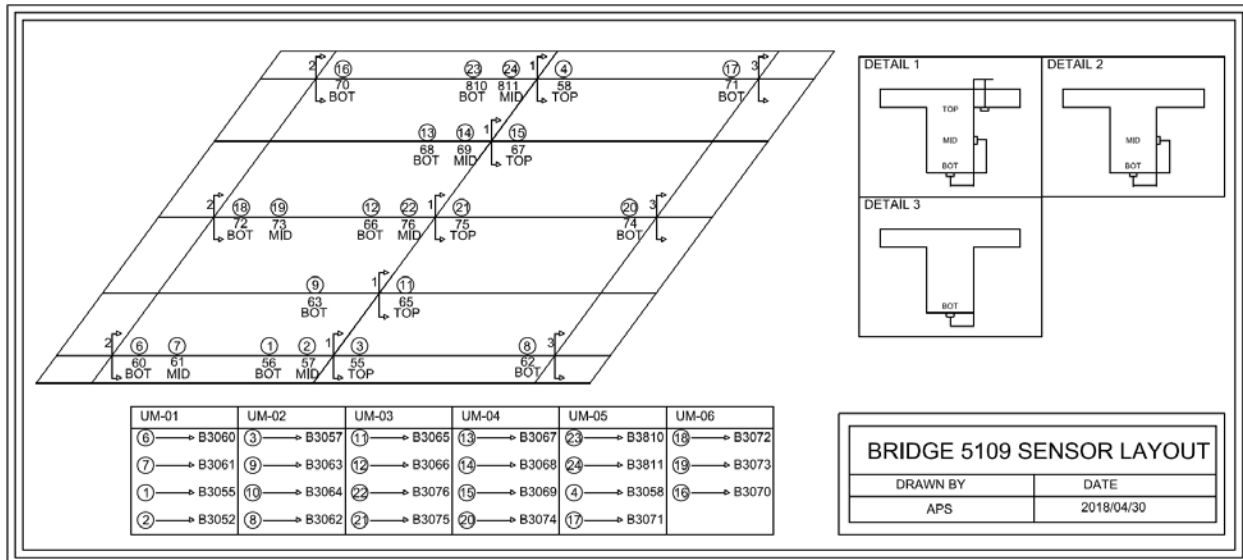 2 16 23 24 1 4 17 3
70 810 811 58 71
BOT BOT MID TOP BOT
13 14 1 15
68 69 67
BOT MID TOP
2 18 19 12 22 1 21 20 3
72 73 66 76 75 74
BOT MID BOT MID TOP BOT
9 1 11
63 65
BOT TOP
2 6 7 1 2 1 3 8 3
60 61 56 57 55 62
BOT MID BOT MID TOP BOT
DETAIL 1
TOP
MID
BOT
DETAIL 2
MID
BOT
DETAIL 3
BOT
UM-01 UM-02 UM-03 UM-04 UM-05 UM-06
6 B3060 3 B3057 11 B3065 13 B3067 23 B3810 18 B3072
7 B3061 9 B3063 12 B3066 14 B3068 24 B3811 19 B3073
1 B3055 10 B3064 22 B3076 15 B3069 4 B3058 16 B3070
2 B3052 8 B3062 21 B3075 20 B3074 17 B3071
BRIDGE 5109 SENSOR LAYOUT
DRAWN BY DATE
APS 2018/04/30